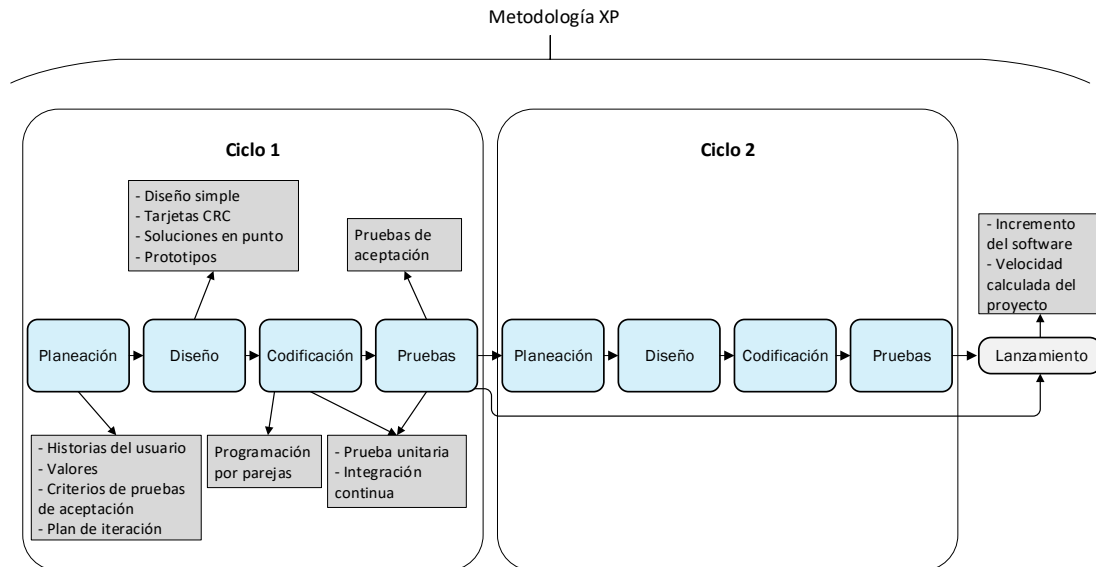 Metodología XP
Ciclo 1
Ciclo 2
- Diseño simple
- Tarjetas CRC
- Soluciones en punto
- Prototipos
Pruebas de
aceptación
- Incremento
del software
- Velocidad
calculada del
proyecto
Planeación
Diseño
Codificación
Pruebas
Planeación
Diseño
Codificación
Pruebas
Lanzamiento
- Historias del usuario
- Valores
- Criterios de pruebas
de aceptación
- Plan de iteración
Programación
por parejas
- Prueba unitaria
- Integración
continua